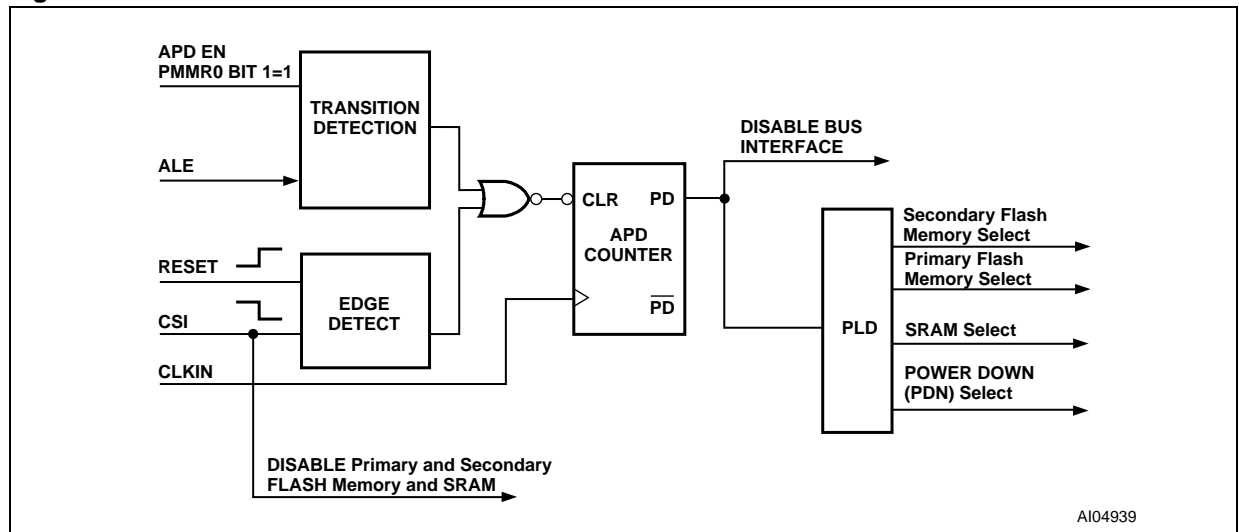 APD EN
PMMR0 BIT 1=1
TRANSITION
DETECTION
ALE
DISABLE BUS
INTERFACE
CLR PD
APD
COUNTER
PD
RESET
EDGE
DETECT
CSI
CLKIN
Secondary Flash
Memory Select
Primary Flash
Memory Select
PLD
SRAM Select
POWER DOWN
(PDN) Select
DISABLE Primary and Secondary
FLASH Memory and SRAM
AI04939